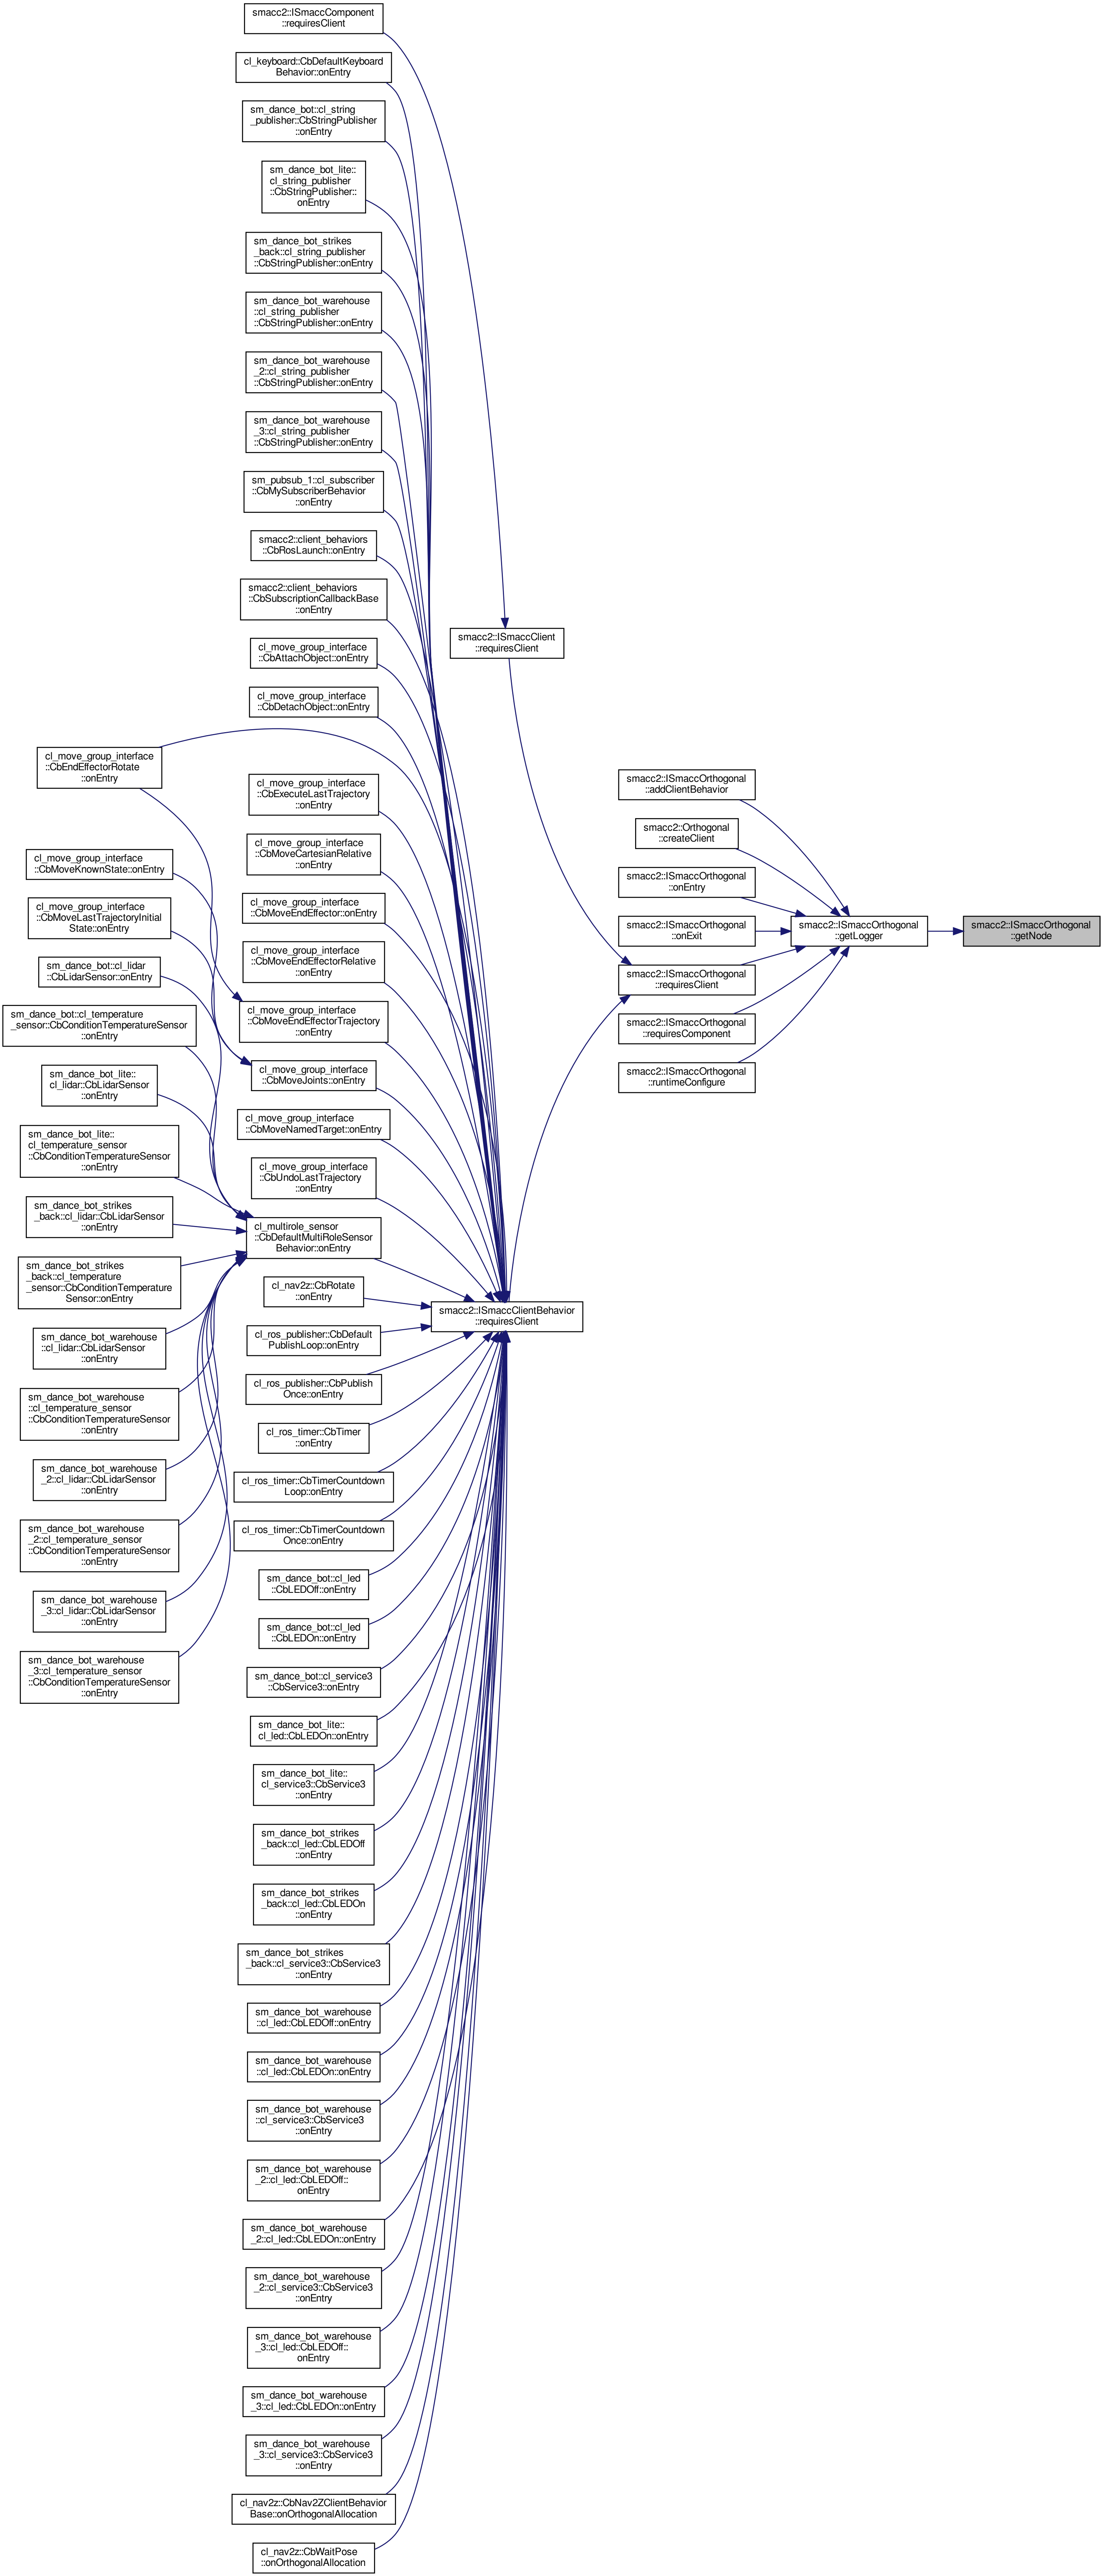 smacc2::ISmaccComponent
::requiresClient
cl_keyboard::CbDefaultKeyboard
Behavior::onEntry
sm_dance_bot::cl_string
_publisher::CbStringPublisher
::onEntry
sm_dance_bot_lite::
cl_string_publisher
::CbStringPublisher::
onEntry
sm_dance_bot_strikes
_back::cl_string_publisher
::CbStringPublisher::onEntry
sm_dance_bot_warehouse
::cl_string_publisher
::CbStringPublisher::onEntry
sm_dance_bot_warehouse
_2::cl_string_publisher
::CbStringPublisher::onEntry
sm_dance_bot_warehouse
_3::cl_string_publisher
::CbStringPublisher::onEntry
sm_pubsub_1::cl_subscriber
::CbMySubscriberBehavior
::onEntry
smacc2::client_behaviors
::CbRosLaunch::onEntry
smacc2::client_behaviors
::CbSubscriptionCallbackBase
::onEntry
cl_move_group_interface
::CbAttachObject::onEntry
cl_move_group_interface
::CbDetachObject::onEntry
cl_move_group_interface
::CbEndEffectorRotate
::onEntry
cl_move_group_interface
::CbExecuteLastTrajectory
::onEntry
cl_move_group_interface
::CbMoveCartesianRelative
::onEntry
cl_move_group_interface
::CbMoveKnownState::onEntry
cl_move_group_interface
::CbMoveEndEffector::onEntry
cl_move_group_interface
::CbMoveLastTrajectoryInitial
State::onEntry
cl_move_group_interface
::CbMoveEndEffectorRelative
::onEntry
sm_dance_bot::cl_lidar
::CbLidarSensor::onEntry
cl_move_group_interface
::CbMoveEndEffectorTrajectory
::onEntry
sm_dance_bot::cl_temperature
_sensor::CbConditionTemperatureSensor
::onEntry
cl_move_group_interface
::CbMoveJoints::onEntry
sm_dance_bot_lite::
cl_lidar::CbLidarSensor
::onEntry
cl_move_group_interface
::CbMoveNamedTarget::onEntry
sm_dance_bot_lite::
cl_temperature_sensor
::CbConditionTemperatureSensor
::onEntry
cl_move_group_interface
::CbUndoLastTrajectory
::onEntry
sm_dance_bot_strikes
_back::cl_lidar::CbLidarSensor
::onEntry
cl_multirole_sensor
::CbDefaultMultiRoleSensor
Behavior::onEntry
sm_dance_bot_strikes
_back::cl_temperature
_sensor::CbConditionTemperature
Sensor::onEntry
cl_nav2z::CbRotate
::onEntry
sm_dance_bot_warehouse
::cl_lidar::CbLidarSensor
::onEntry
cl_ros_publisher::CbDefault
PublishLoop::onEntry
sm_dance_bot_warehouse
::cl_temperature_sensor
::CbConditionTemperatureSensor
::onEntry
cl_ros_publisher::CbPublish
Once::onEntry
cl_ros_timer::CbTimer
::onEntry
sm_dance_bot_warehouse
_2::cl_lidar::CbLidarSensor
::onEntry
cl_ros_timer::CbTimerCountdown
Loop::onEntry
sm_dance_bot_warehouse
_2::cl_temperature_sensor
::CbConditionTemperatureSensor
::onEntry
cl_ros_timer::CbTimerCountdown
Once::onEntry
sm_dance_bot_warehouse
_3::cl_lidar::CbLidarSensor
::onEntry
sm_dance_bot::cl_led
::CbLEDOff::onEntry
sm_dance_bot::cl_led
::CbLEDOn::onEntry
sm_dance_bot_warehouse
_3::cl_temperature_sensor
::CbConditionTemperatureSensor
::onEntry
sm_dance_bot::cl_service3
::CbService3::onEntry
sm_dance_bot_lite::
cl_led::CbLEDOn::onEntry
sm_dance_bot_lite::
cl_service3::CbService3
::onEntry
sm_dance_bot_strikes
_back::cl_led::CbLEDOff
::onEntry
sm_dance_bot_strikes
_back::cl_led::CbLEDOn
::onEntry
sm_dance_bot_strikes
_back::cl_service3::CbService3
::onEntry
sm_dance_bot_warehouse
::cl_led::CbLEDOff::onEntry
sm_dance_bot_warehouse
::cl_led::CbLEDOn::onEntry
sm_dance_bot_warehouse
::cl_service3::CbService3
::onEntry
sm_dance_bot_warehouse
_2::cl_led::CbLEDOff::
onEntry
sm_dance_bot_warehouse
_2::cl_led::CbLEDOn::onEntry
sm_dance_bot_warehouse
_2::cl_service3::CbService3
::onEntry
sm_dance_bot_warehouse
_3::cl_led::CbLEDOff::
onEntry
sm_dance_bot_warehouse
_3::cl_led::CbLEDOn::onEntry
sm_dance_bot_warehouse
_3::cl_service3::CbService3
::onEntry
cl_nav2z::CbNav2ZClientBehavior
Base::onOrthogonalAllocation
cl_nav2z::CbWaitPose
::onOrthogonalAllocation
smacc2::ISmaccClient
::requiresClient
smacc2::ISmaccClientBehavior
::requiresClient
smacc2::ISmaccOrthogonal
::addClientBehavior
smacc2::Orthogonal
::createClient
smacc2::ISmaccOrthogonal
::onEntry
smacc2::ISmaccOrthogonal
::onExit
smacc2::ISmaccOrthogonal
::requiresClient
smacc2::ISmaccOrthogonal
::requiresComponent
smacc2::ISmaccOrthogonal
::runtimeConfigure
smacc2::ISmaccOrthogonal
::getLogger
smacc2::ISmaccOrthogonal
::getNode